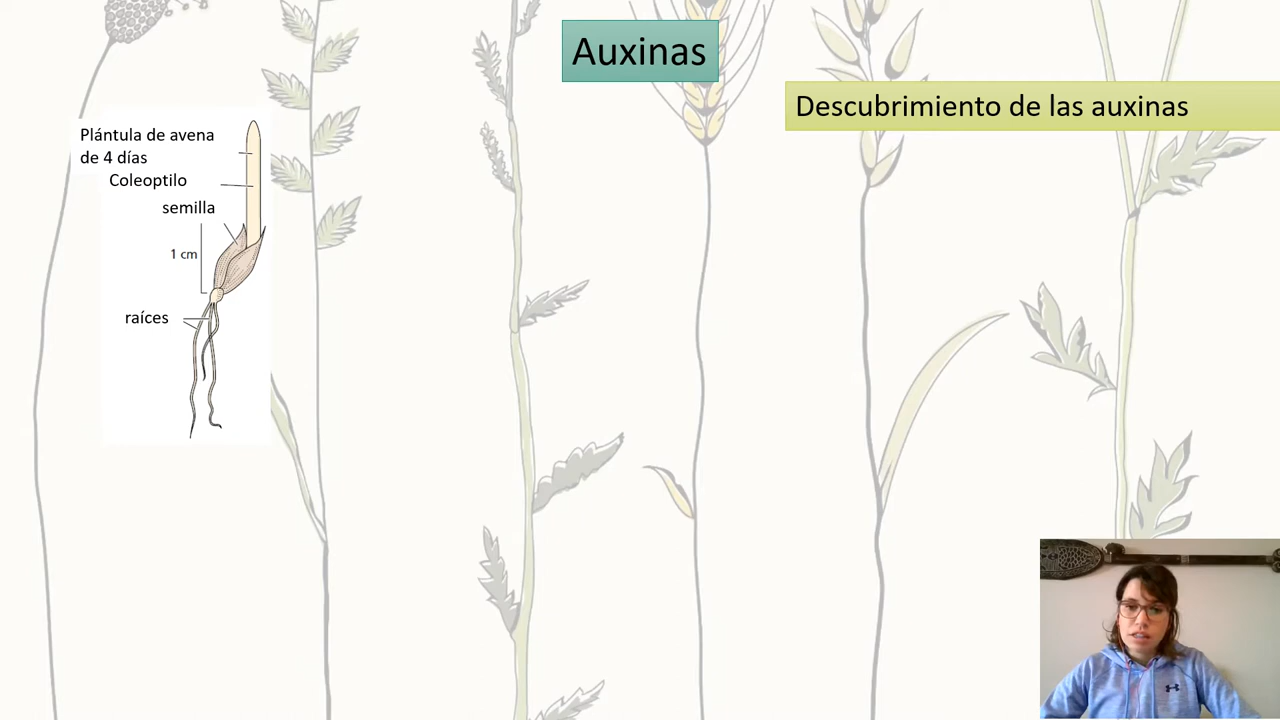 Auxinas
Descubrimiento de las auxinas
Plántula de avena
de 4 días
Coleoptilo
semilla
1 cm
raíces